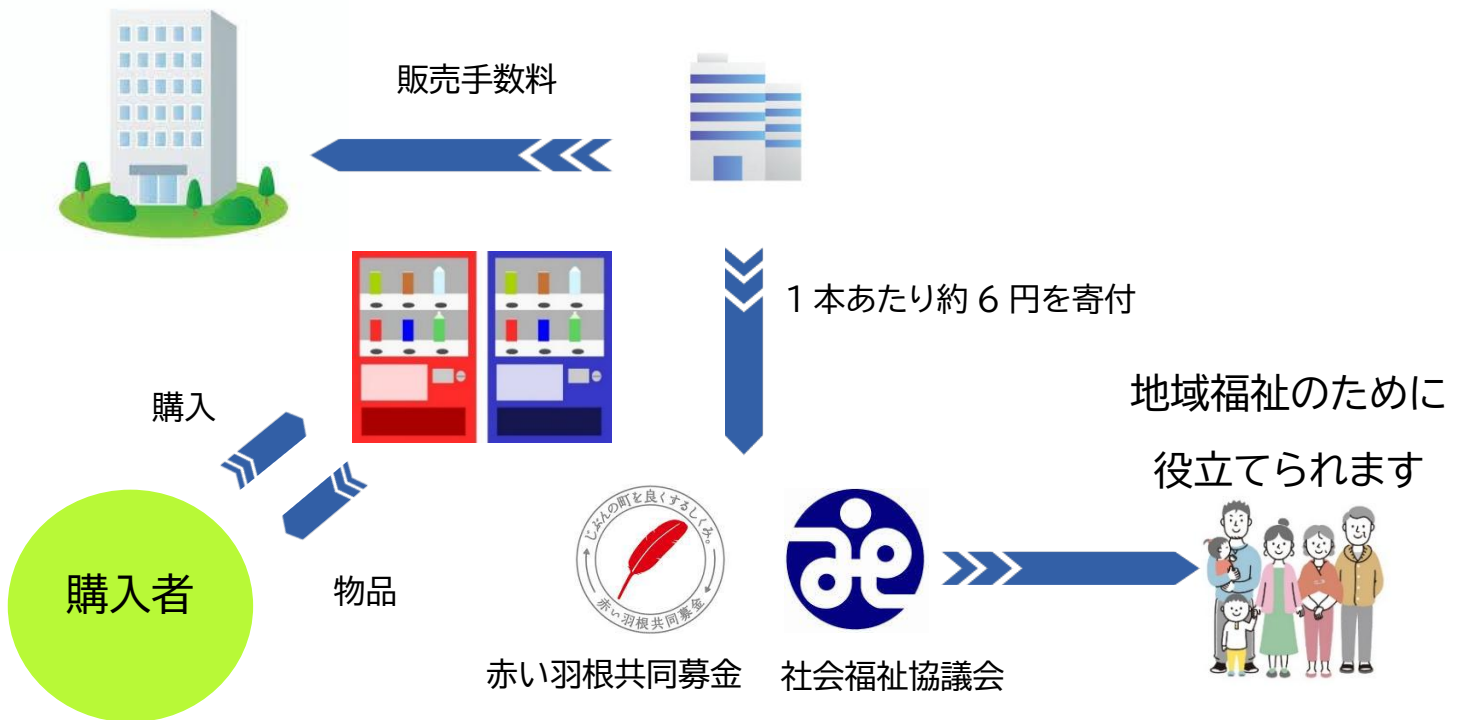 販売手数料
1本あたり約6円を寄付
購入
地域福祉のために
役立てられます
購入者
物品
じぶんの町を良くするしくみ。
赤い羽根共同募金
赤い羽根共同募金
社会福祉協議会